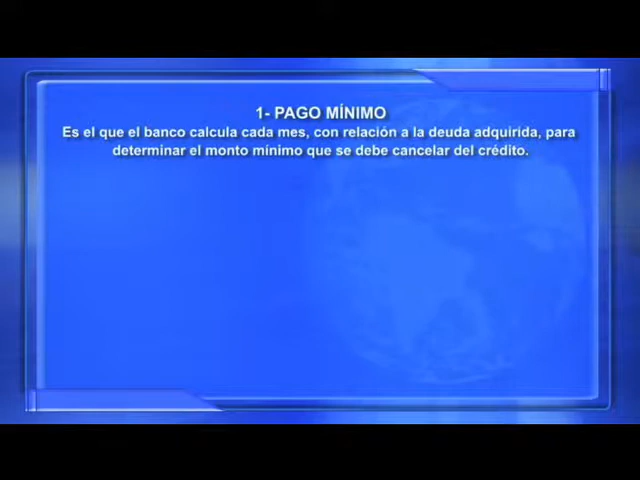 1- PAGO MÍNIMO
Es el que el banco calcula cada mes, con relación a la deuda adquirida, para
determinar el monto mínimo que se debe cancelar del crédito.